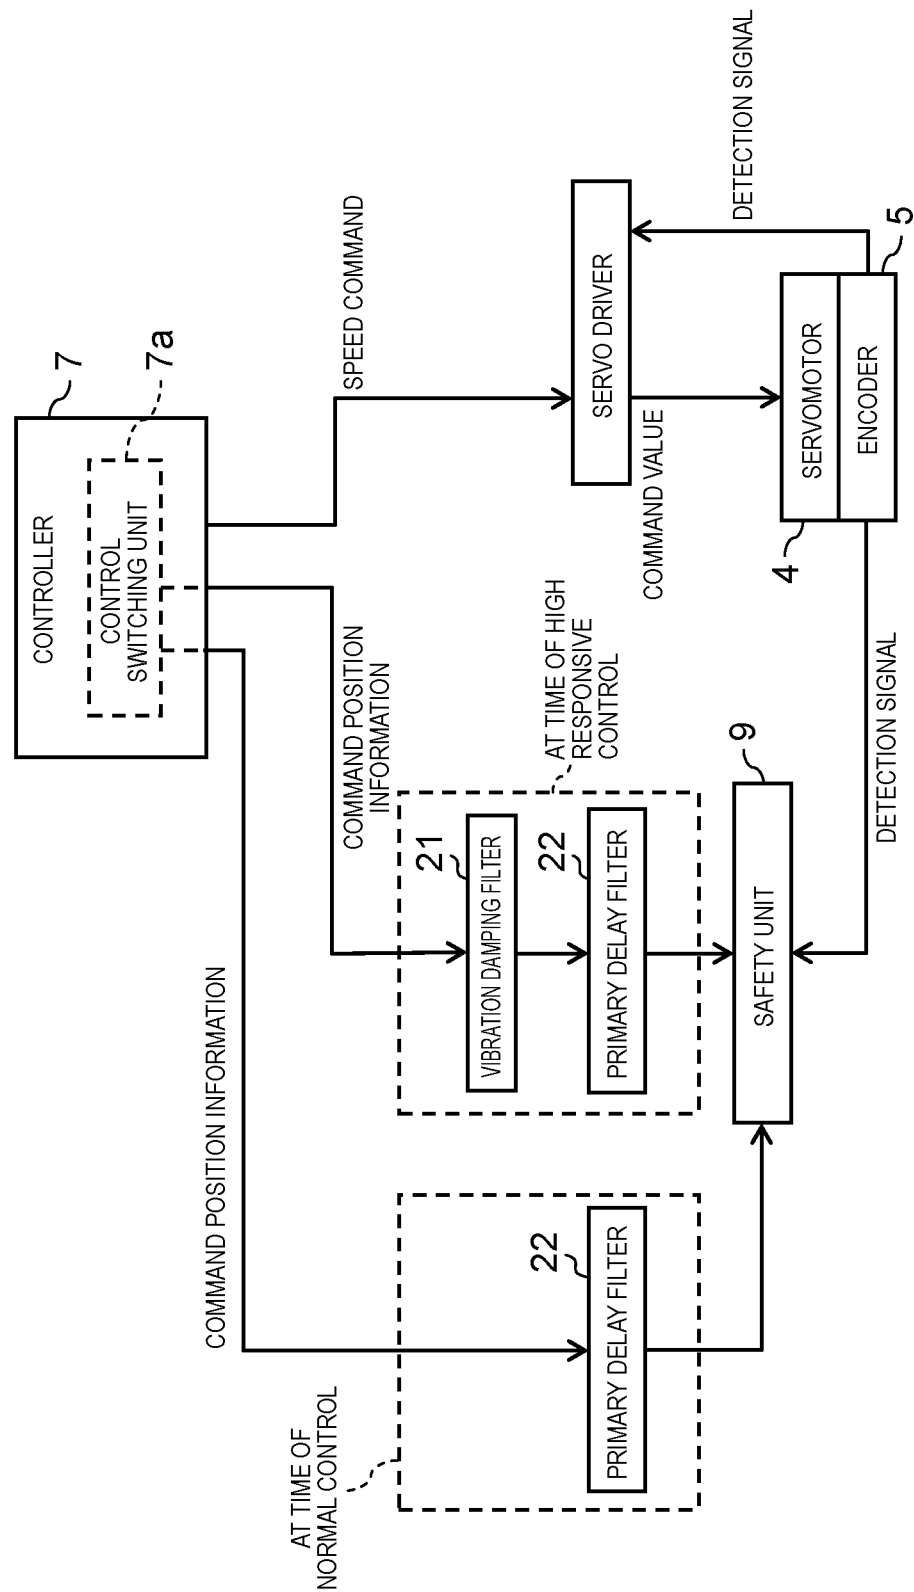 CONTROLLER
7
CONTROL
SWITCHING UNIT
7a
SPEED COMMAND
COMMAND POSITION
INFORMATION
COMMAND POSITION INFORMATION
AT TIME OF
NORMAL CONTROL
22
PRIMARY DELAY FILTER
AT TIME OF HIGH
RESPONSIVE
CONTROL
21
VIBRATION DAMPING FILTER
22
PRIMARY DELAY FILTER
SERVO DRIVER
COMMAND VALUE
DETECTION SIGNAL
4
SERVOMOTOR
ENCODER
5
9
SAFETY UNIT
DETECTION SIGNAL